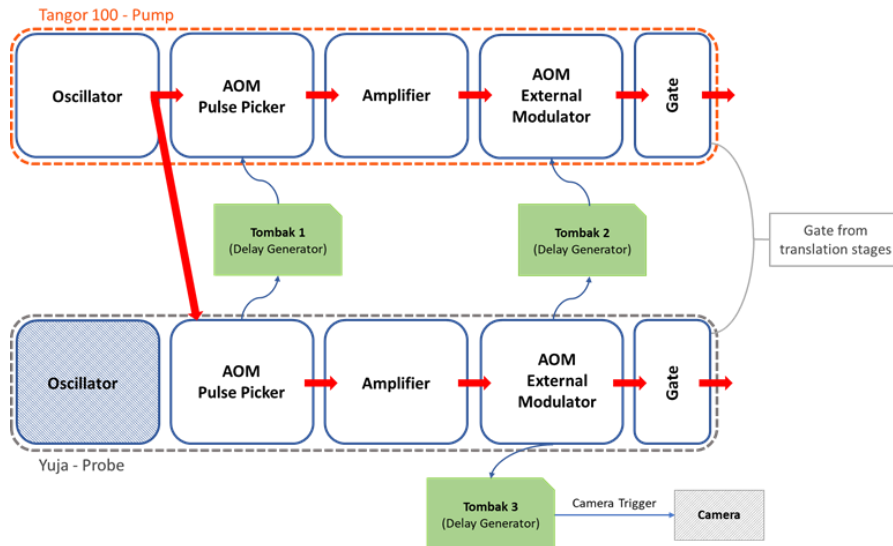 Tangor 100 - Pump
Oscillator
AOM
Pulse Picker
Amplifier
AOM
External
Modulator
Gate
Tombak 1
(Delay Generator)
Tombak 2
(Delay Generator)
Gate from
translation stages
Oscillator
AOM
Pulse Picker
Amplifier
AOM
External
Modulator
Gate
Yuja - Probe
Tombak 3
(Delay Generator)
Camera Trigger
Camera